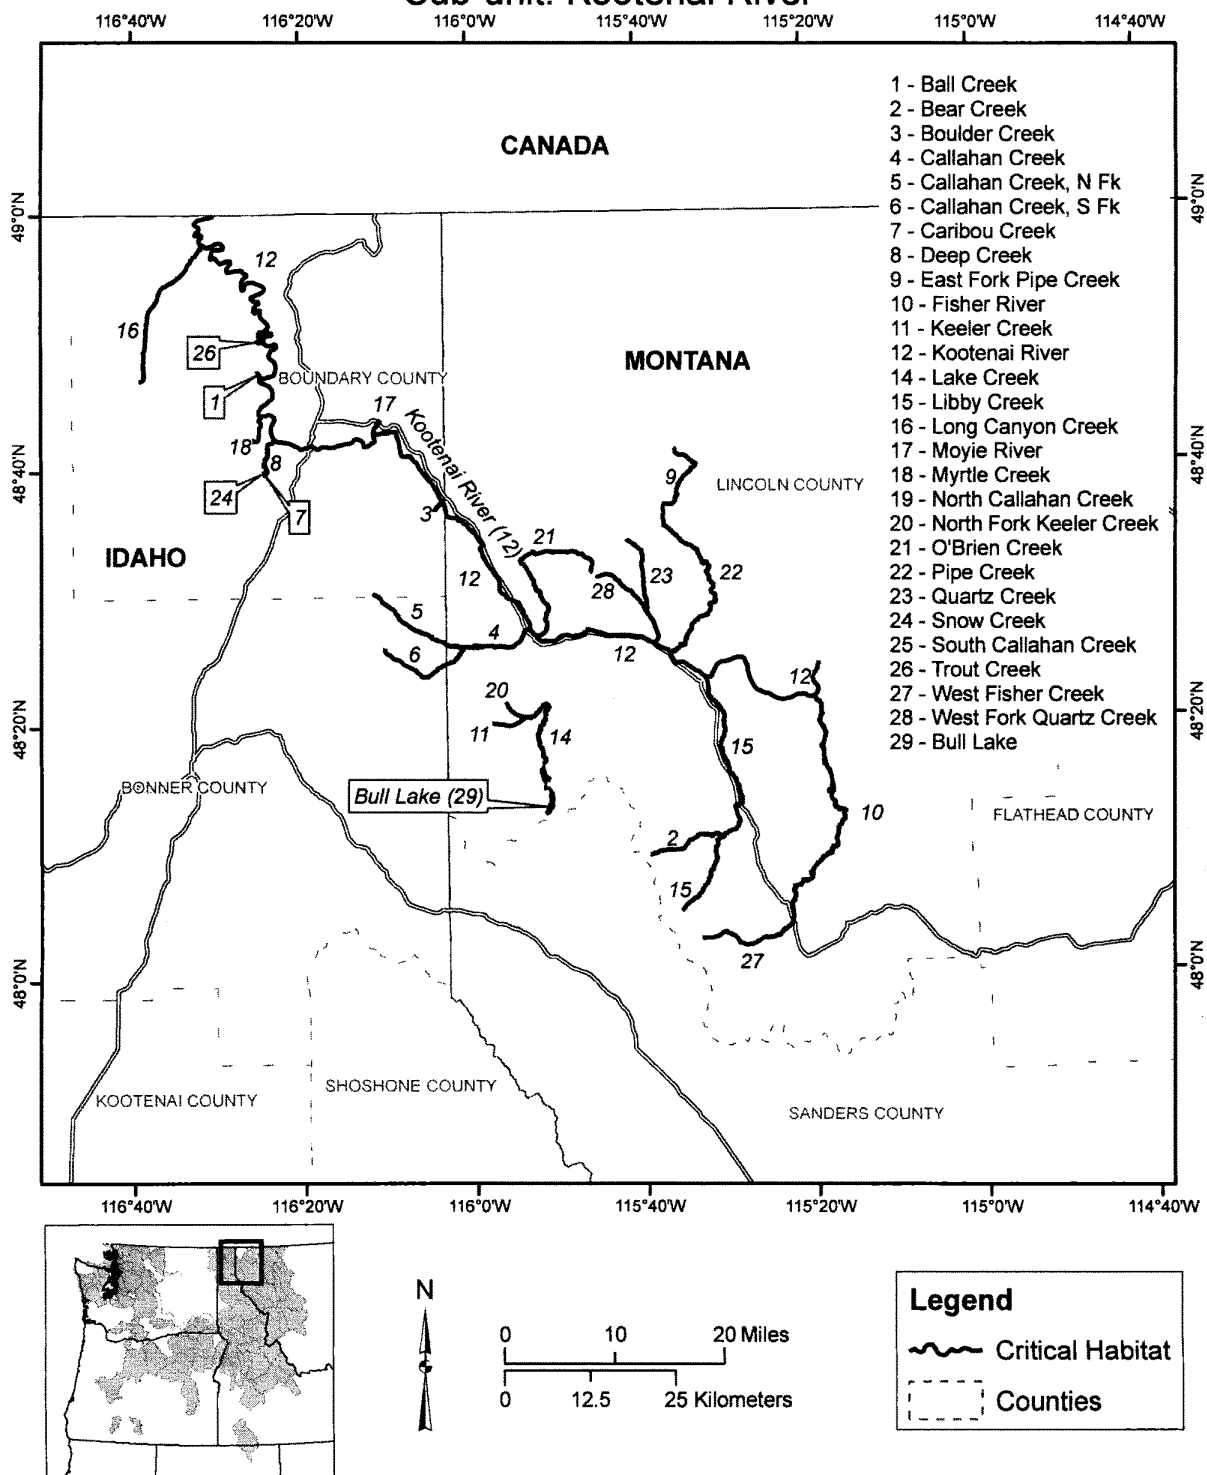 Sub-unit: Kootenai River
116°40'W 116°20'W 116°0'W 115°40'W 115°20'W 115°0'W 114°40'W
1 - Ball Creek
2 - Bear Creek
3 - Boulder Creek
4 - Callahan Creek
5 - Callahan Creek, N Fk
6 - Callahan Creek, S Fk
7 - Caribou Creek
8 - Deep Creek
9 - East Fork Pipe Creek
10 - Fisher River
11 - Keeler Creek
12 - Kootenai River
14 - Lake Creek
15 - Libby Creek
16 - Long Canyon Creek
17 - Moyie River
18 - Myrtle Creek
19 - North Callahan Creek
20 - North Fork Keeler Creek
21 - O'Brien Creek
22 - Pipe Creek
23 - Quartz Creek
24 - Snow Creek
25 - South Callahan Creek
26 - Trout Creek
27 - West Fisher Creek
28 - West Fork Quartz Creek
29 - Bull Lake
CANADA
49°0'N
49°0'N
12
16
26
MONTANA
1
BOUNDARY COUNTY
17
Kootenai River (12)
18
8
48°40'N
48°40'N
9
LINCOLN COUNTY
24
7
3
21
IDAHO
12
28
23
22
5
4
6
12
12
20
11
14
15
48°20'N
48°20'N
BONNER COUNTY
Bull Lake (29)
10
FLATHEAD COUNTY
2
15
27
48°0'N
48°0'N
SHOSHONE COUNTY
KOOTENAI COUNTY
SANDERS COUNTY
116°40'W 116°20'W 116°0'W 115°40'W 115°20'W 115°0'W 114°40'W
N
0 10 20 Miles
0 12.5 25 Kilometers
Legend
Critical Habitat
Counties